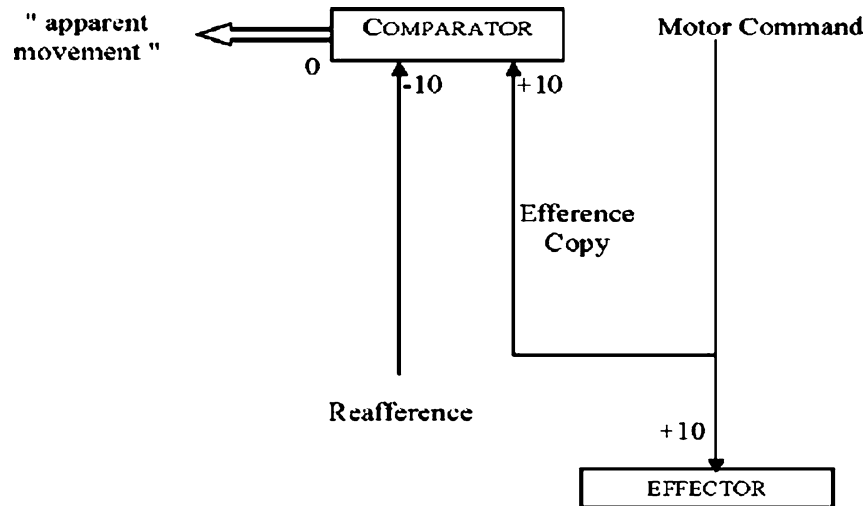 " apparent
movement "
COMPARATOR
Motor Command
0
-10
+10
Efference
Copy
Reafference
+10
EFFECTOR